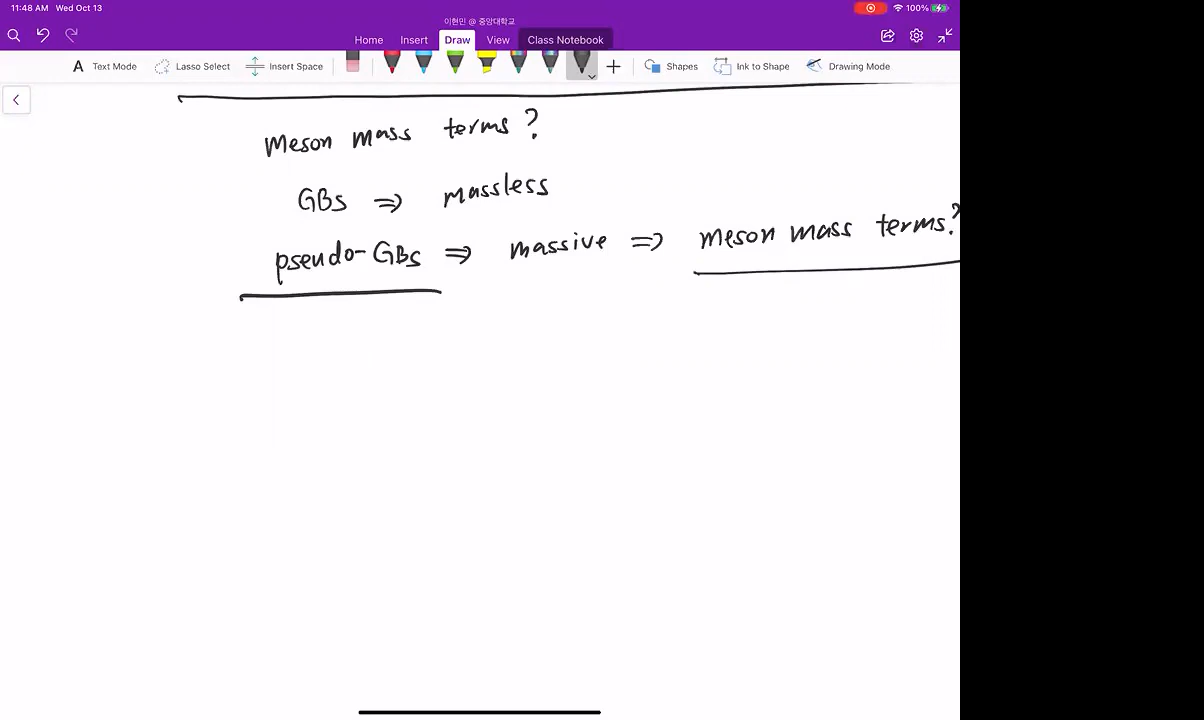 11:48 AM Wed Oct 13
100%
이현민 @ 중앙대학교
Home Insert Draw View Class Notebook
A Text Mode Lasso Select Insert Space Shapes Ink to Shape Drawing Mode
Meson mass terms?
GBs ⇒ massless
pseudo-GBs ⇒ massive ⇒ meson mass terms?